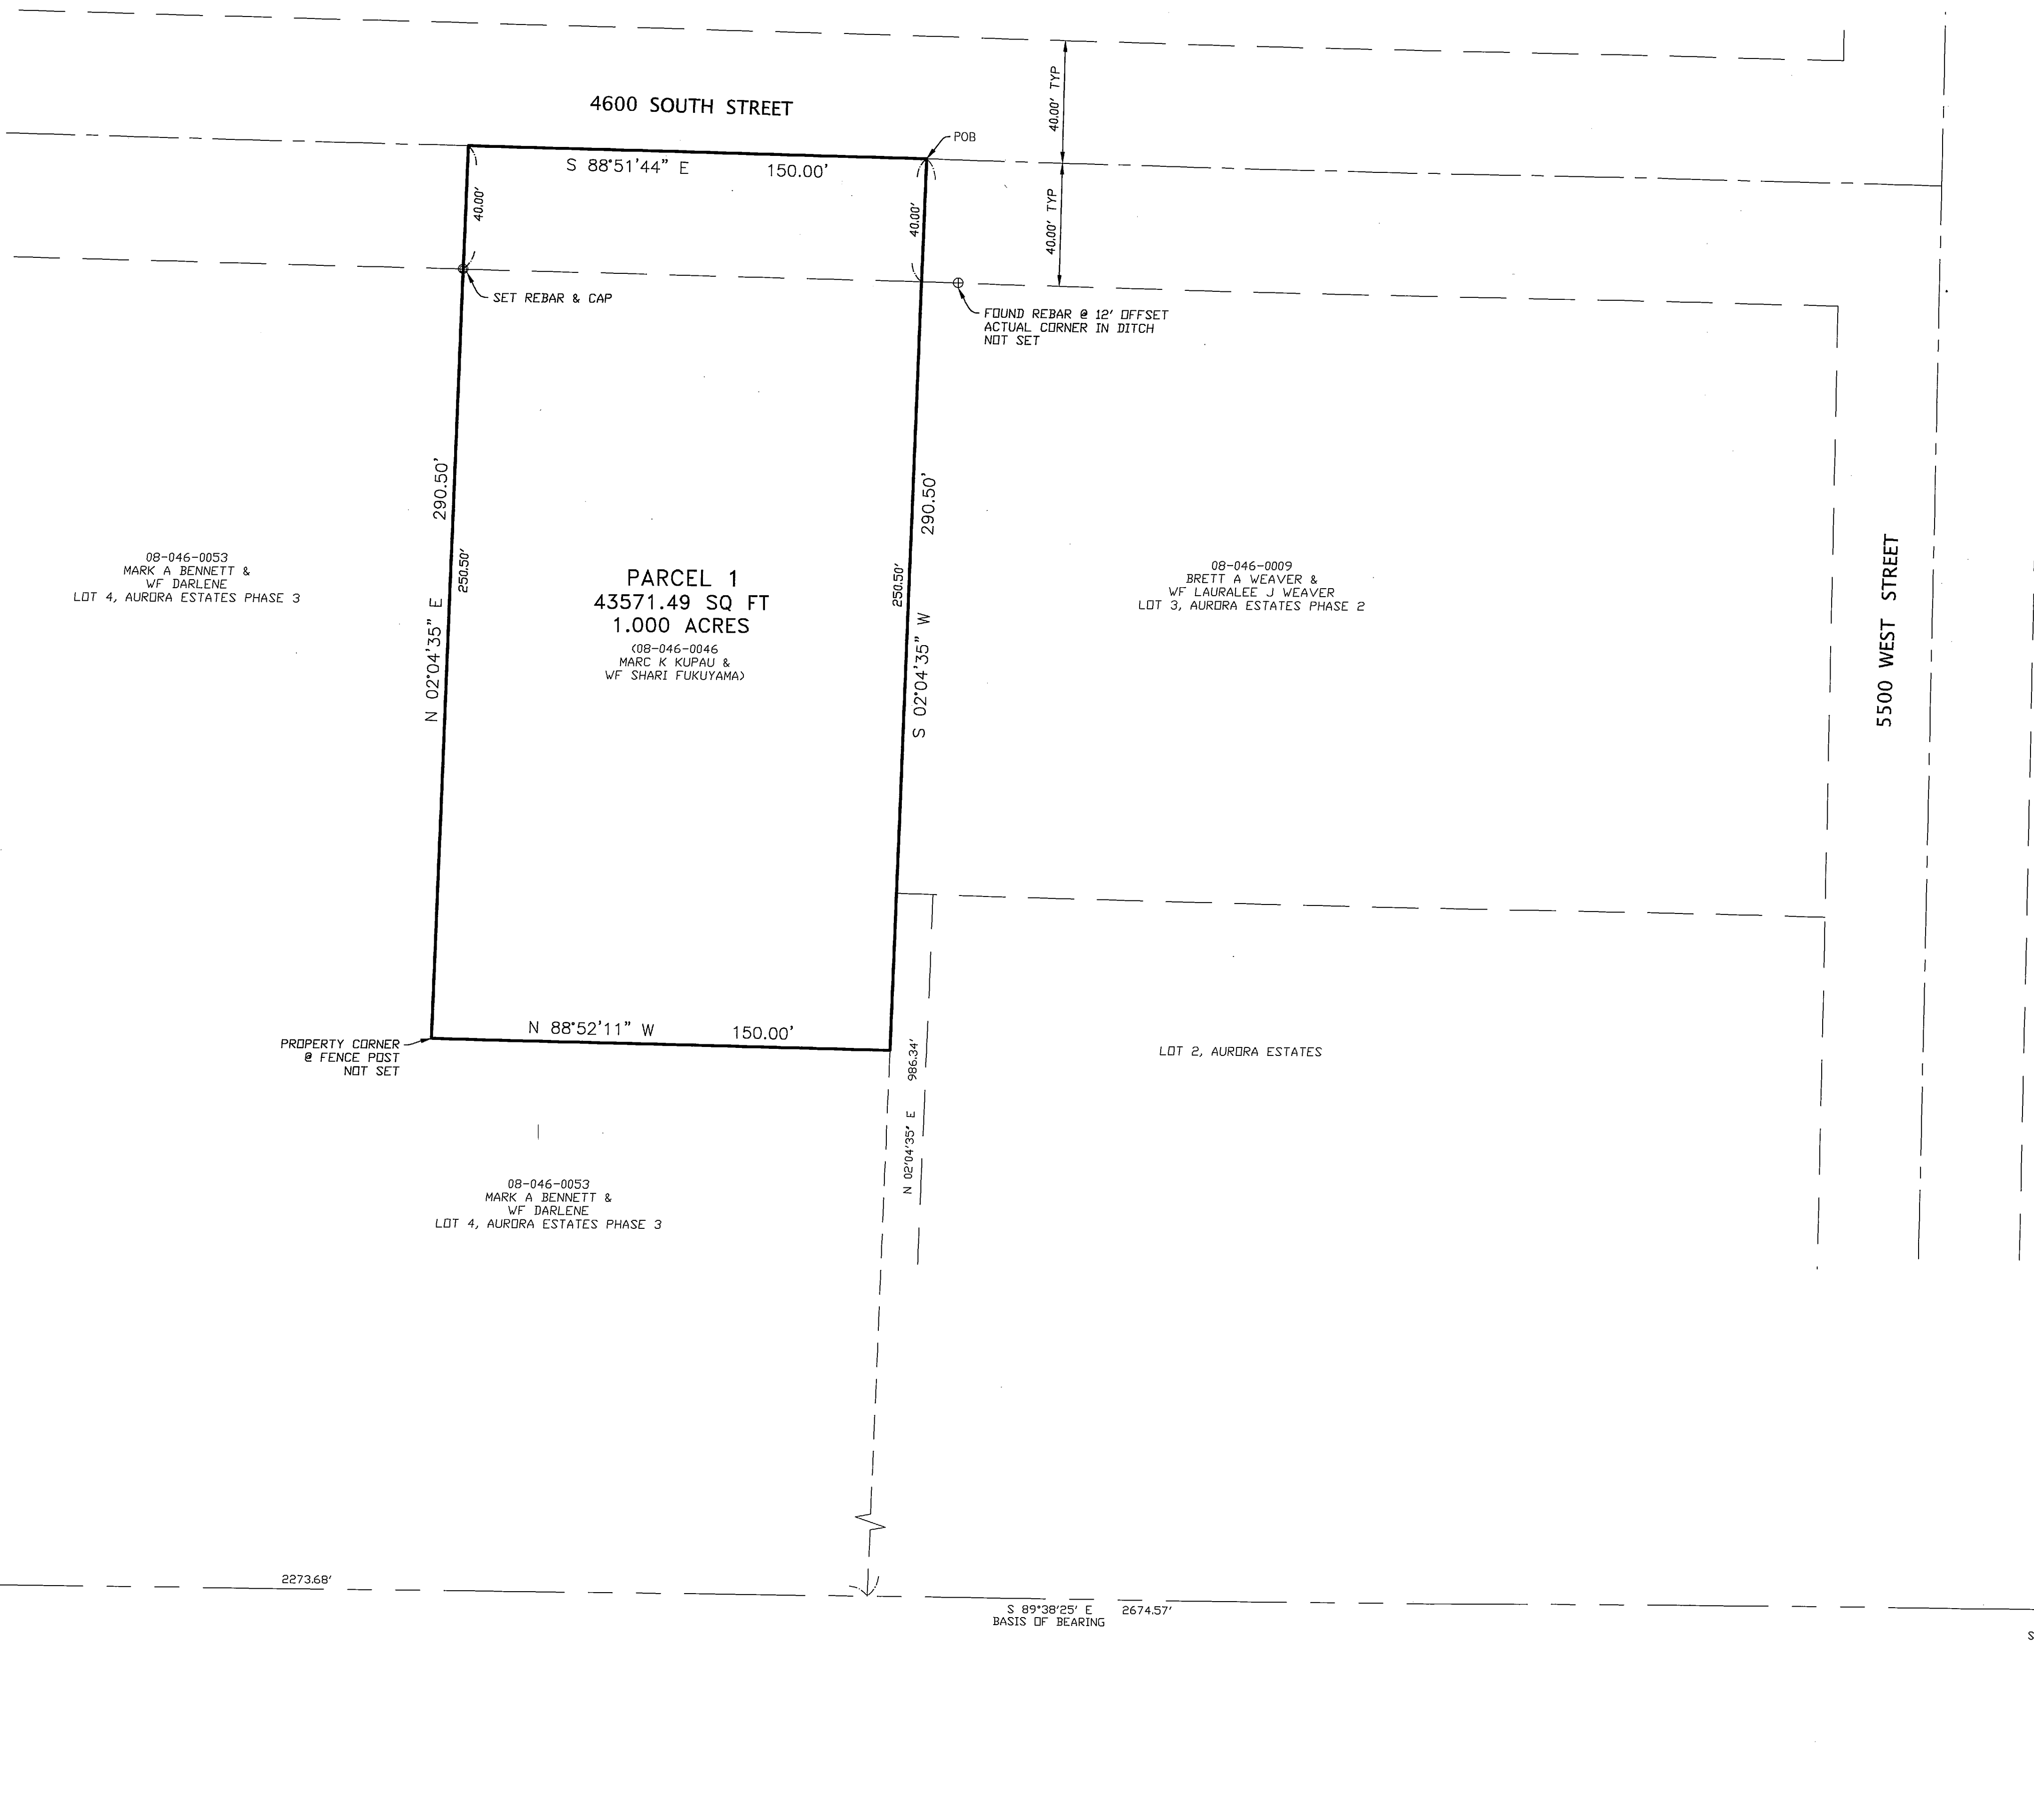 40.00' TYP
4600 SOUTH STREET
POB
S 88°51'44" E 150.00'
40.00'
40.00'
40.00' TYP
SET REBAR & CAP
FOUND REBAR @ 12' OFFSET
ACTUAL CORNER IN DITCH
NOT SET
N 02°04'35" E 290.50'
250.50'
S 02°04'35" W 290.50'
250.50'
08-046-0053
MARK A BENNETT &
WF DARLENE
LOT 4, AURORA ESTATES PHASE 3
PARCEL 1
43571.49 SQ FT
1.000 ACRES
(08-046-0046
MARC K KUPAU &
WF SHARI FUKUYAMA)
08-046-0009
BRETT A WEAVER &
WF LAURALEE J WEAVER
LOT 3, AURORA ESTATES PHASE 2
5500 WEST STREET
N 88°52'11" W 150.00'
PROPERTY CORNER
@ FENCE POST
NOT SET
N 02°04'35' E 986.34'
LOT 2, AURORA ESTATES
08-046-0053
MARK A BENNETT &
WF DARLENE
LOT 4, AURORA ESTATES PHASE 3
2273.68'
S 89°38'25' E 2674.57'
BASIS OF BEARING
S